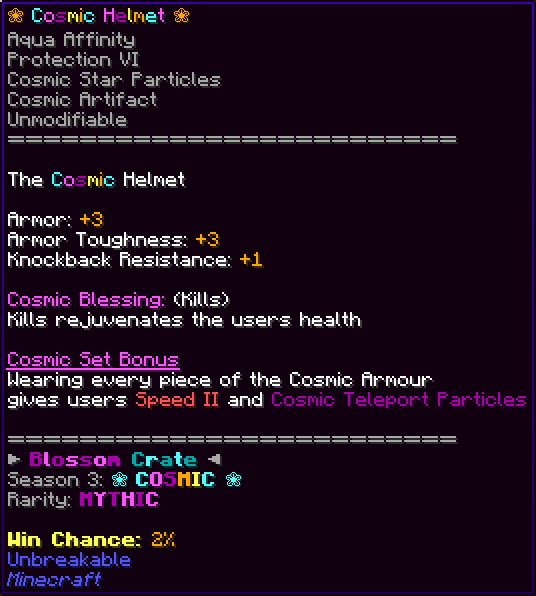 ❀ Cosmic Helmet ❀
Aqua Affinity
Protection VI
Cosmic Star Particles
Cosmic Artifact
Unmodifiable
=========================
The Cosmic Helmet
Armor: +3
Armor Toughness: +3
Knockback Resistance: +1
Cosmic Blessing: (Kills)
Kills rejuvenates the users health
Cosmic Set Bonus
Wearing every piece of the Cosmic Armour
gives users Speed II and Cosmic Teleport Particles
=========================
► Blossom Crate ◄
Season 3: ❀ COSMIC ❀
Rarity: MYTHIC
Win Chance: 2%
Unbreakable
Minecraft